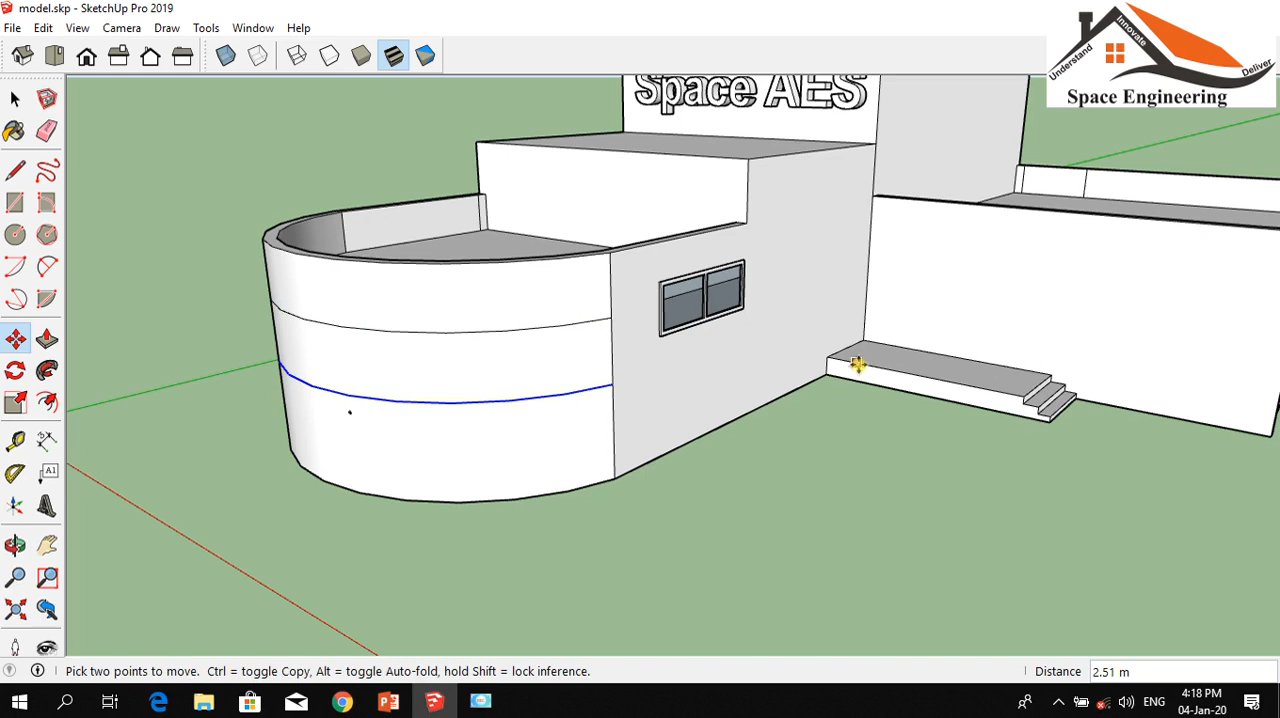 model.skp - SketchUp Pro 2019
File Edit View Camera Draw Tools Window Help
Understand
Innovate
Deliver
Space Engineering
Space AES
A1
Pick two points to move. Ctrl = toggle Copy, Alt = toggle Auto-fold, hold Shift = lock inference.
Distance 2.51 m
ENG
4:18 PM
04-Jan-20